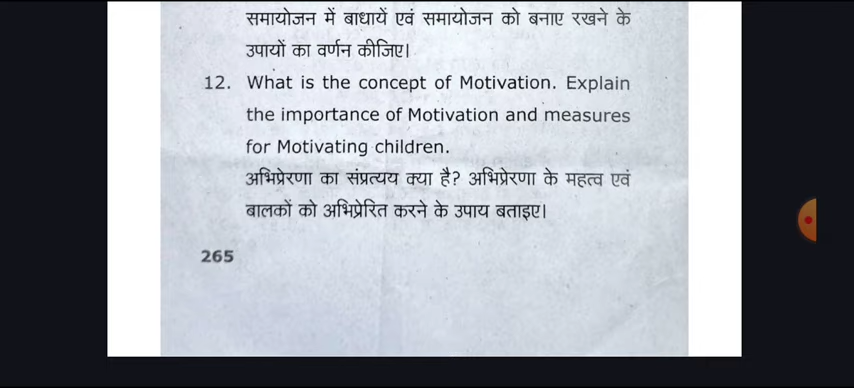 समायोजन में बाधायें एवं समायोजन को बनाए रखने के
उपायों का वर्णन कीजिए।
12. What is the concept of Motivation. Explain
the importance of Motivation and measures
for Motivating children.
अभिप्रेरणा का संप्रत्यय क्या है? अभिप्रेरणा के महत्व एवं
बालकों को अभिप्रेरित करने के उपाय बताइए।
265